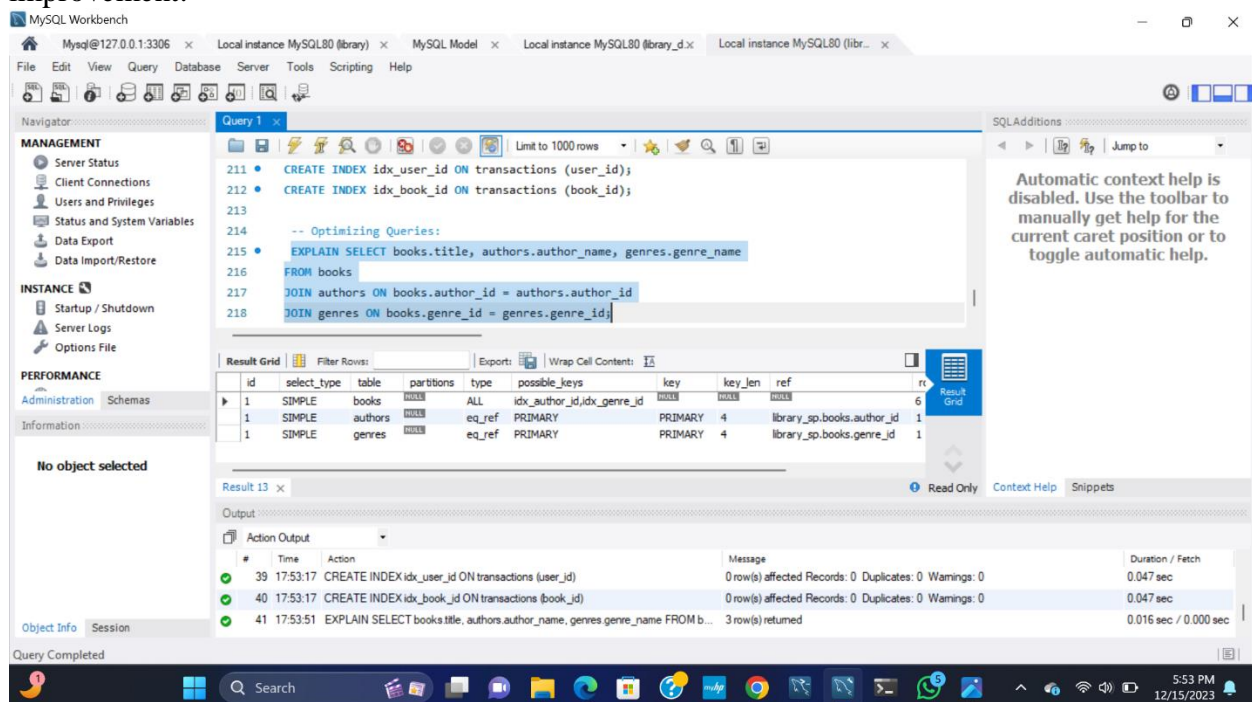 improvement.
MySQL Workbench
Mysql@127.0.0.1:3306 × Local instance MySQL80 (library) × MySQL Model × Local instance MySQL80 (library_d.× Local instance MySQL80 (libr... ×
File Edit View Query Database Server Tools Scripting Help
Navigator
MANAGEMENT
Server Status
Client Connections
Users and Privileges
Status and System Variables
Data Export
Data Import/Restore
INSTANCE
Startup / Shutdown
Server Logs
Options File
PERFORMANCE
Administration Schemas
Information
No object selected
Object Info Session
Query 1 ×
Limit to 1000 rows
211 CREATE INDEX idx_user_id ON transactions (user_id);
212 CREATE INDEX idx_book_id ON transactions (book_id);
213
214 -- Optimizing Queries:
215 EXPLAIN SELECT books.title, authors.author_name, genres.genre_name
216 FROM books
217 JOIN authors ON books.author_id = authors.author_id
218 JOIN genres ON books.genre_id = genres.genre_id;
Result Grid Filter Rows: Export: Wrap Cell Content:
id select_type table partitions type possible_keys key key_len ref
1 SIMPLE books NULL ALL idx_author_id,idx_genre_id NULL NULL NULL 6
1 SIMPLE authors NULL eq_ref PRIMARY PRIMARY 4 library_sp.books.author_id 1
1 SIMPLE genres NULL eq_ref PRIMARY PRIMARY 4 library_sp.books.genre_id 1
Result Grid
Result 13 ×
Read Only
SQLAdditions
Jump to
Automatic context help is
disabled. Use the toolbar to
manually get help for the
current caret position or to
toggle automatic help.
Context Help Snippets
Output
Action Output
# Time Action Message Duration / Fetch
39 17:53:17 CREATE INDEX idx_user_id ON transactions (user_id) 0 row(s) affected Records: 0 Duplicates: 0 Warnings: 0 0.047 sec
40 17:53:17 CREATE INDEX idx_book_id ON transactions (book_id) 0 row(s) affected Records: 0 Duplicates: 0 Warnings: 0 0.047 sec
41 17:53:51 EXPLAIN SELECT books.title, authors.author_name, genres.genre_name FROM b... 3 row(s) returned 0.016 sec / 0.000 sec
Query Completed
1
Search
5
5:53 PM
12/15/2023